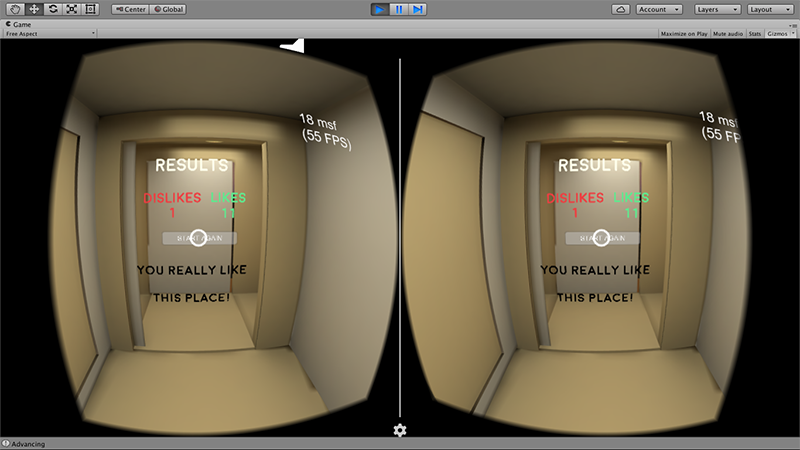 Center
Global
Account
Layers
Layout
Game
Free Aspect
Maximize on Play
Mute audio
Stats
Gizmos
18 msf
(55 FPS)
RESULTS
DISLIKES LIKES
1 11
START AGAIN
YOU REALLY LIKE
THIS PLACE!
18 msf
(55 FP
RESULTS
DISLIKES LIKES
1 11
START AGAIN
YOU REALLY LIKE
THIS PLACE!
Advancing